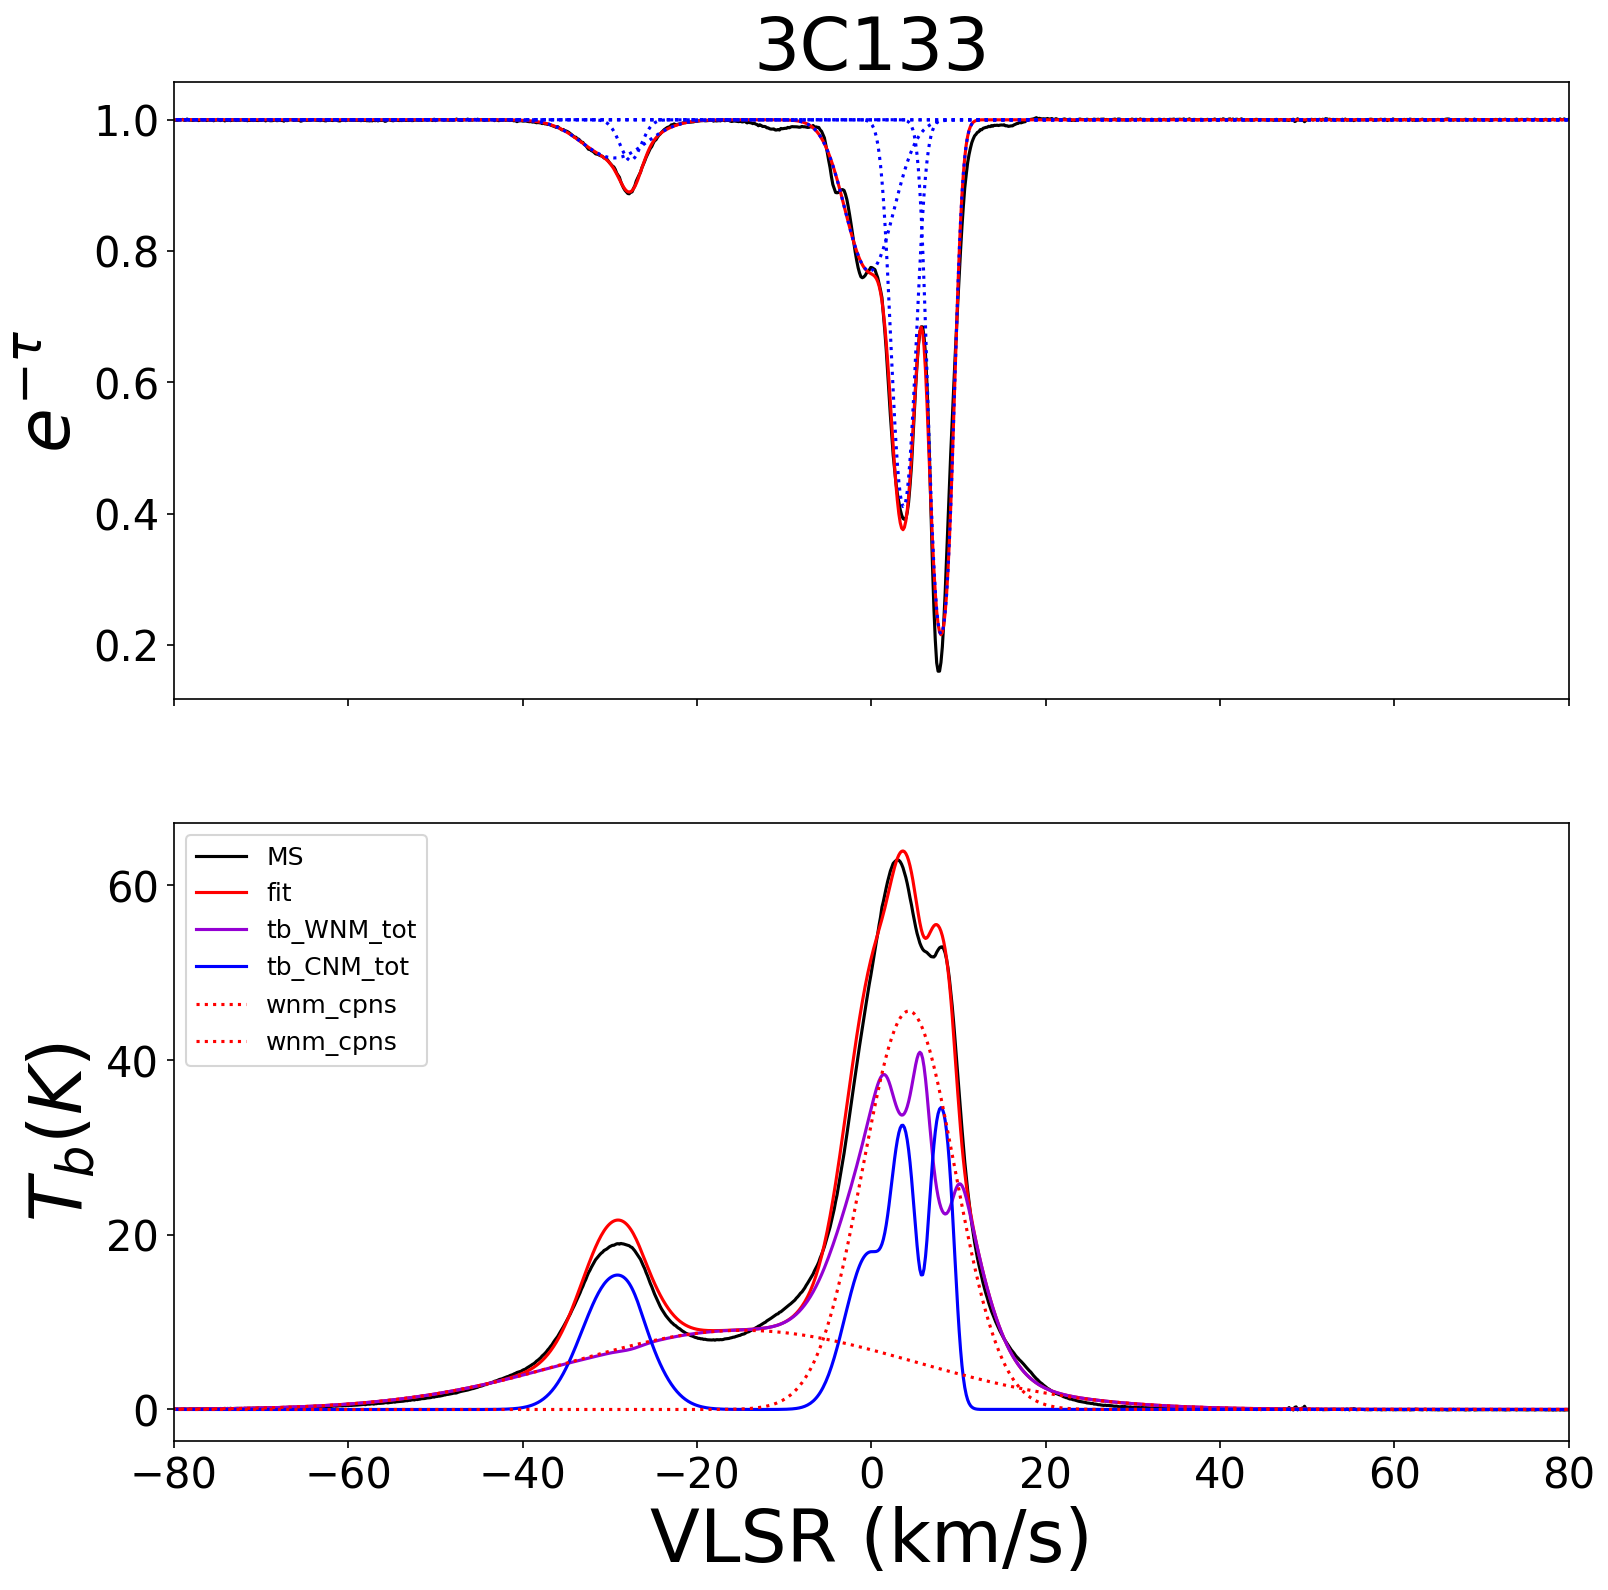 3C133
1.0
0.8
0.6
0.4
0.2
e^{−τ}
MS
fit
tb_WNM_tot
tb_CNM_tot
wnm_cpns
wnm_cpns
60
40
20
0
T_b(K)
−80 −60 −40 −20 0 20 40 60 80
VLSR (km/s)